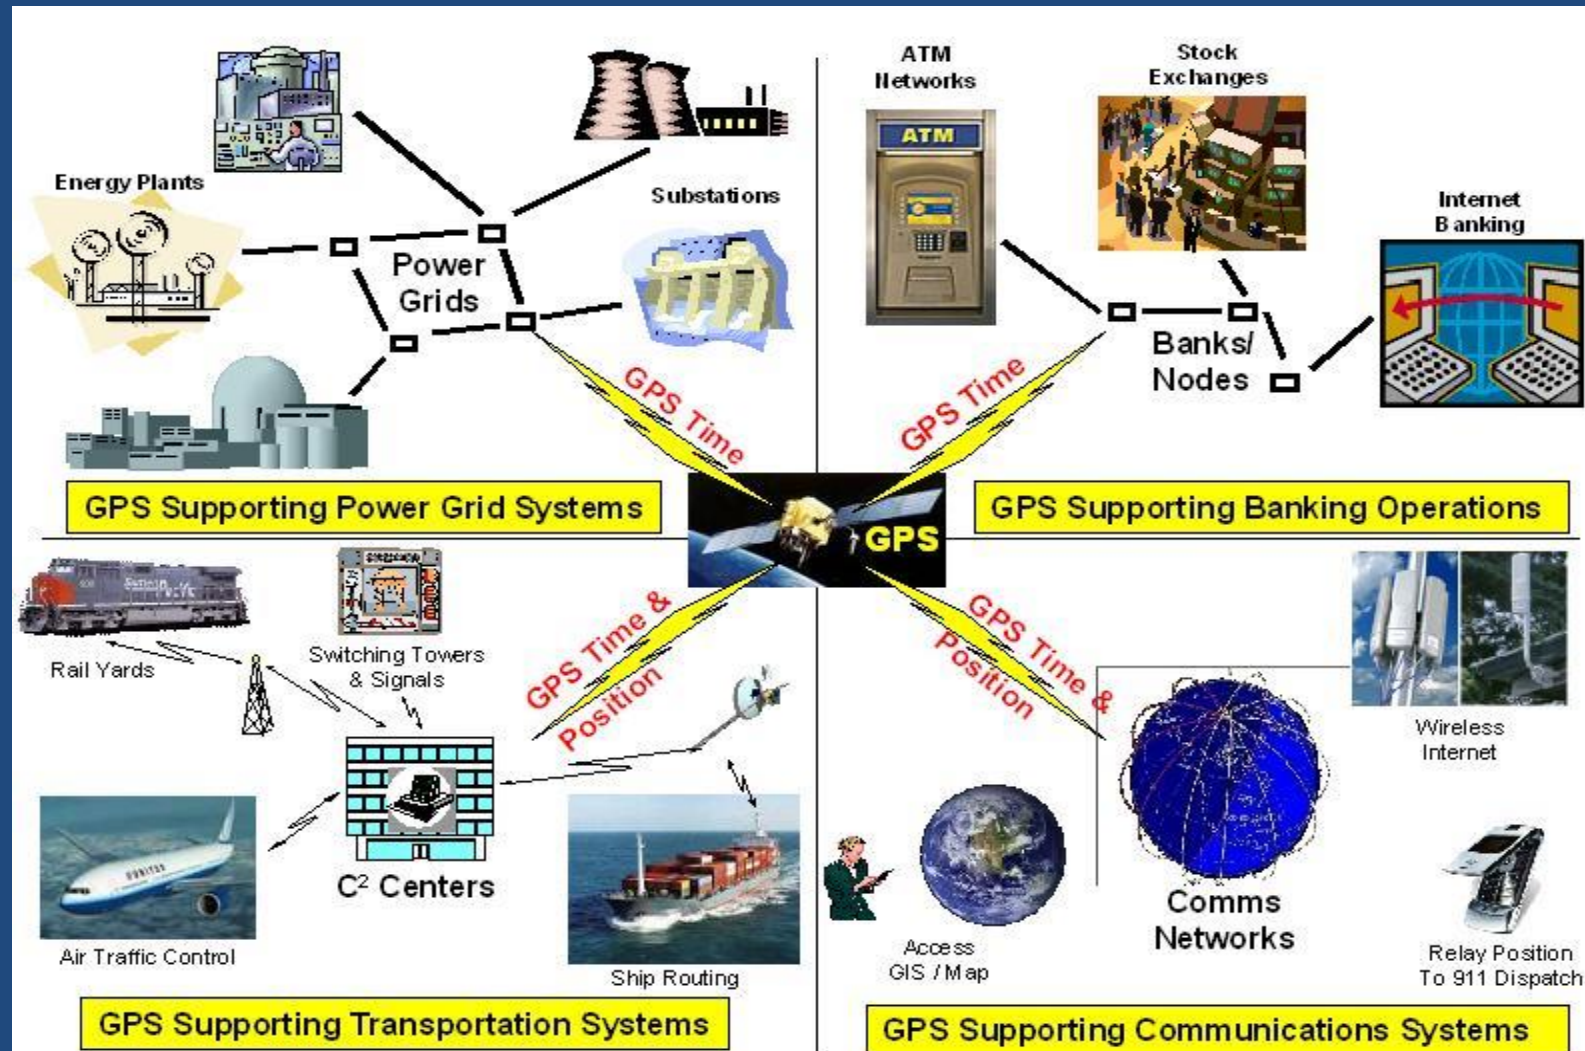 Energy Plants
Substations
Power
Grids
GPS Time
GPS Supporting Power Grid Systems
ATM
Networks
ATM
Stock
Exchanges
Internet
Banking
Banks/
Nodes
GPS Time
GPS Supporting Banking Operations
GPS
Rail Yards
Switching Towers
& Signals
GPS Time &
Position
C² Centers
Air Traffic Control
Ship Routing
GPS Supporting Transportation Systems
GPS Time &
Position
Wireless
Internet
Comms
Networks
Access
GIS / Map
Relay Position
To 911 Dispatch
GPS Supporting Communications Systems